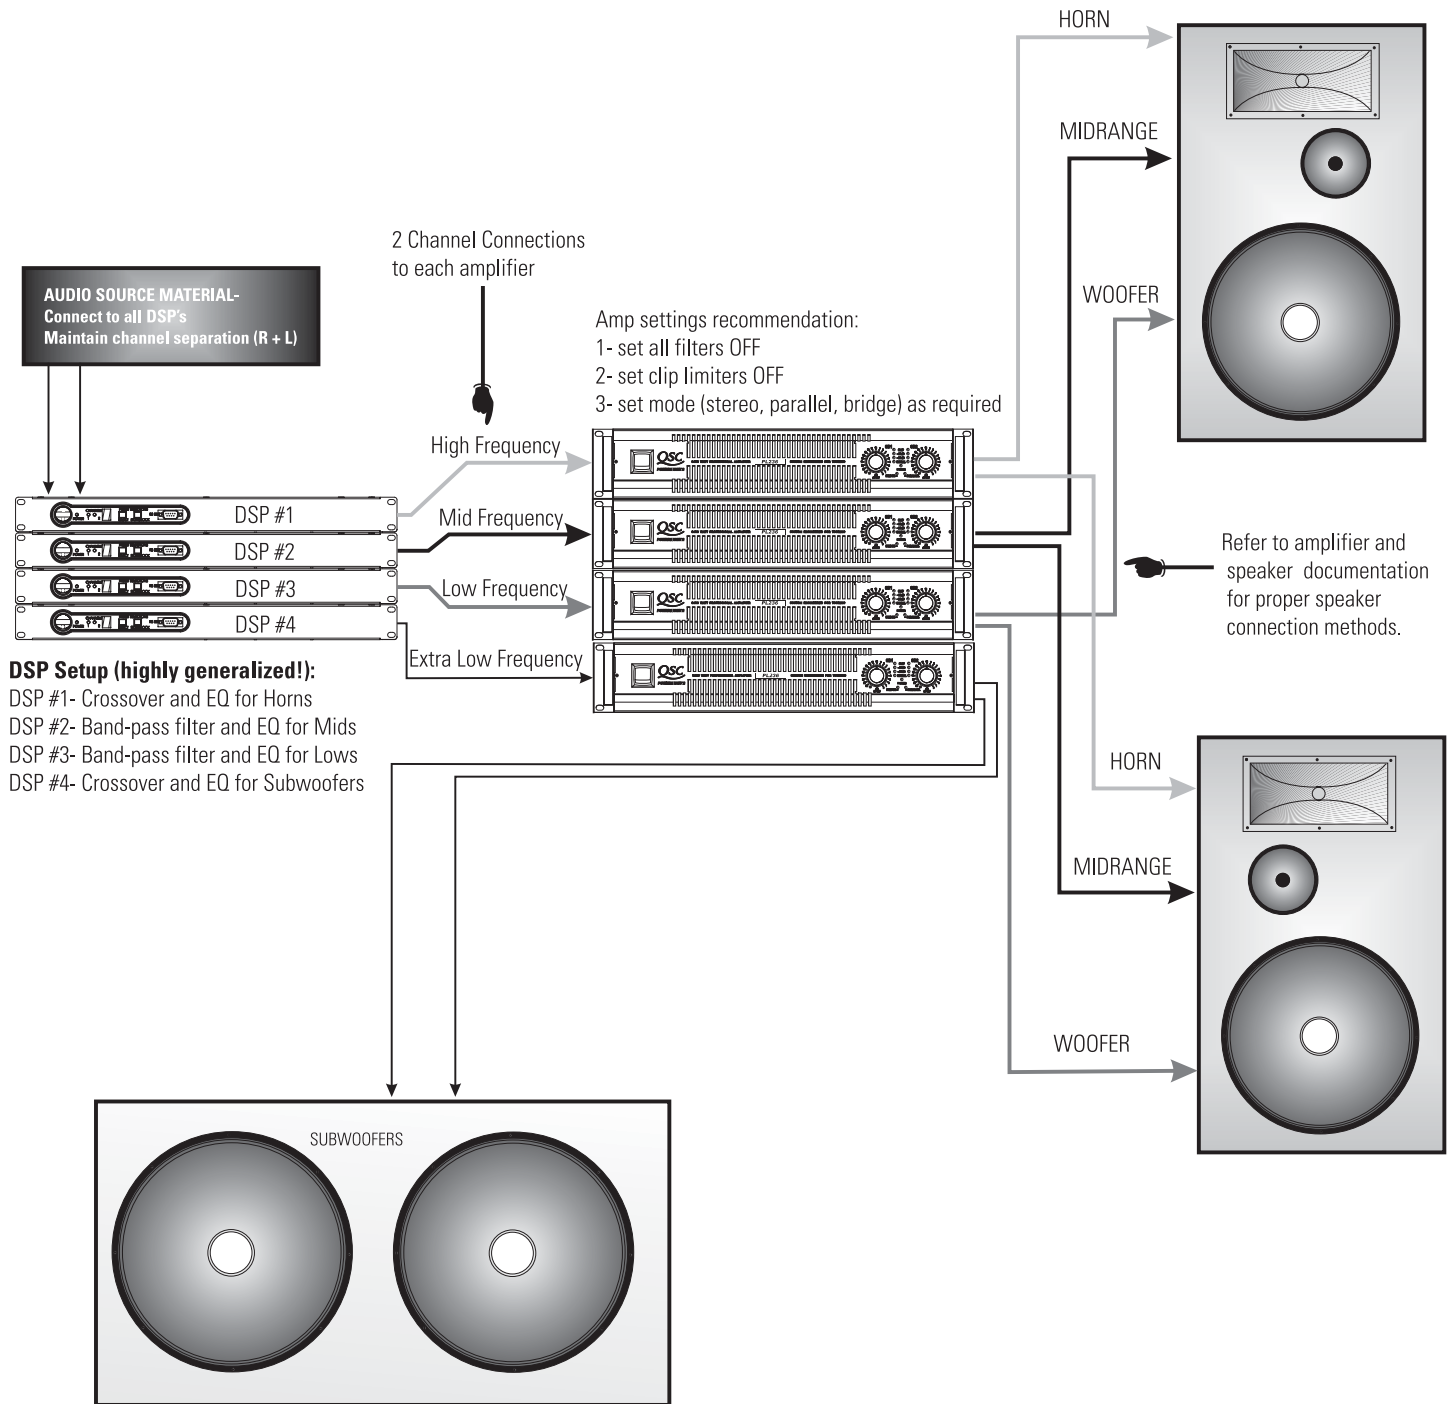 HORN
MIDRANGE
WOOFER
2 Channel Connections
to each amplifier
AUDIO SOURCE MATERIAL-
Connect to all DSP's
Maintain channel separation (R + L)
Amp settings recommendation:
1- set all filters OFF
2- set clip limiters OFF
3- set mode (stereo, parallel, bridge) as required
High Frequency
Mid Frequency
Low Frequency
Extra Low Frequency
DSP #1
DSP #2
DSP #3
DSP #4
QSC
QSC
QSC
QSC
Refer to amplifier and
speaker documentation
for proper speaker
connection methods.
DSP Setup (highly generalized!):
DSP #1- Crossover and EQ for Horns
DSP #2- Band-pass filter and EQ for Mids
DSP #3- Band-pass filter and EQ for Lows
DSP #4- Crossover and EQ for Subwoofers
HORN
MIDRANGE
WOOFER
SUBWOOFERS